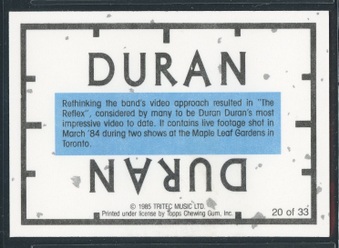 DURAN
Rethinking the band's video approach resulted in "The
Reflex", considered by many to be Duran Duran's most
impressive video to date. It contains live footage shot in
March '84 during two shows at the Maple Leaf Gardens in
Toronto.
DURAN
© 1985 TRITEC MUSIC LTD.
Printed under license by Topps Chewing Gum, Inc.
20 of 33